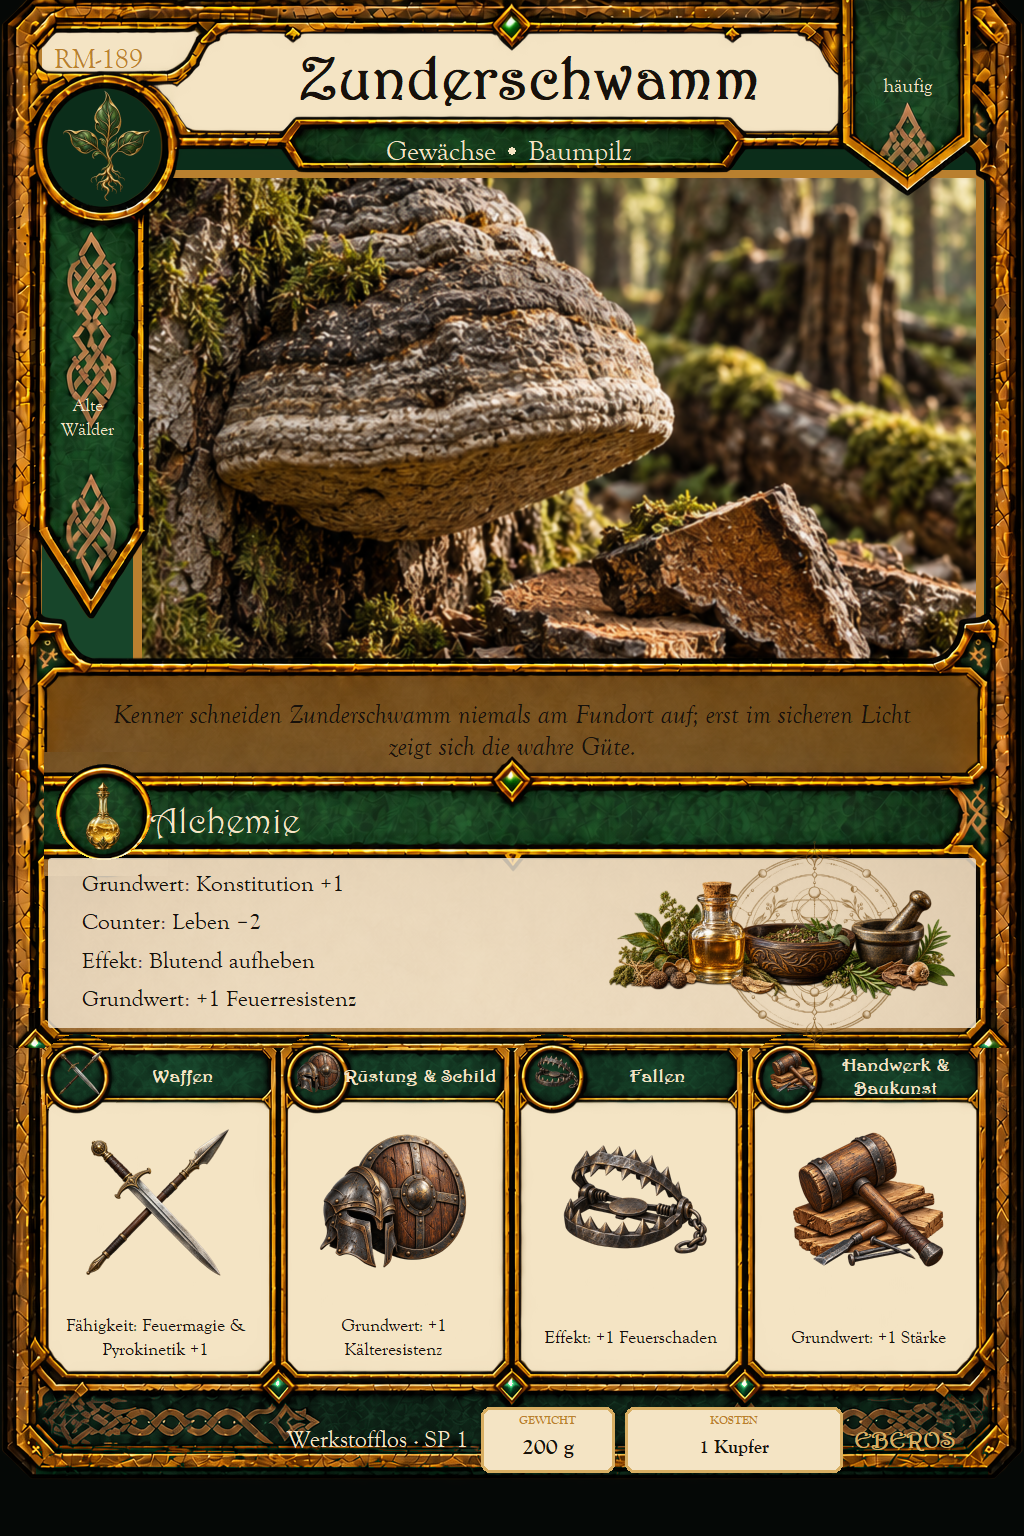 RM-189
Zunderschwamm
häufig
Gewächse • Baumpilz
Alte
Wälder
Kenner schneiden Zunderschwamm niemals am Fundort auf; erst im sicheren Licht
zeigt sich die wahre Güte.
Alchemie
Grundwert: Konstitution +1
Counter: Leben −2
Effekt: Blutend aufheben
Grundwert: +1 Feuerresistenz
Waffen
Rüstung & Schild
Fallen
Handwerk &
Baukunst
Fähigkeit: Feuermagie &
Pyrokinetik +1
Grundwert: +1
Kälteresistenz
Effekt: +1 Feuerschaden
Grundwert: +1 Stärke
Werkstofflos · SP 1
GEWICHT
200 g
KOSTEN
1 Kupfer
EBEROS